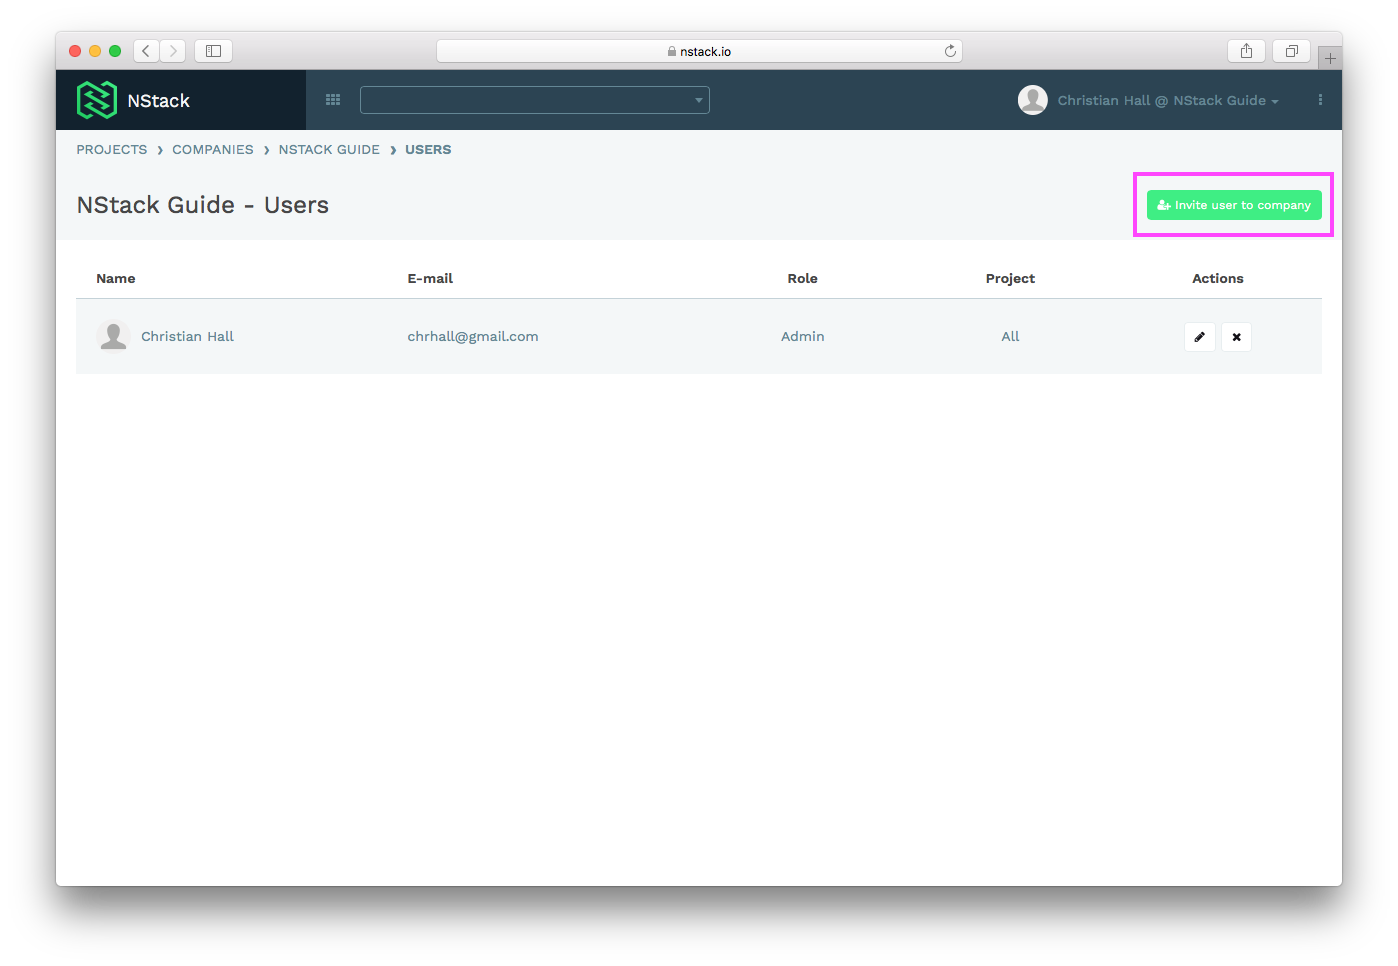 nstack.io
NStack
Christian Hall @ NStack Guide
PROJECTS › COMPANIES › NSTACK GUIDE › USERS
NStack Guide - Users
Invite user to company
Name E-mail Role Project Actions
Christian Hall chrhall@gmail.com Admin All